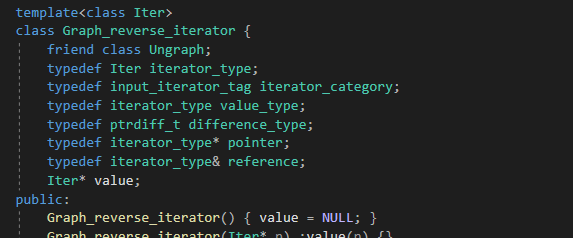 template<class Iter>
class Graph_reverse_iterator {
friend class Ungraph;
typedef Iter iterator_type;
typedef input_iterator_tag iterator_category;
typedef iterator_type value_type;
typedef ptrdiff_t difference_type;
typedef iterator_type* pointer;
typedef iterator_type& reference;
Iter* value;
public:
Graph_reverse_iterator() { value = NULL; }
Graph_reverse_iterator(Iter* n) :value(n) {}